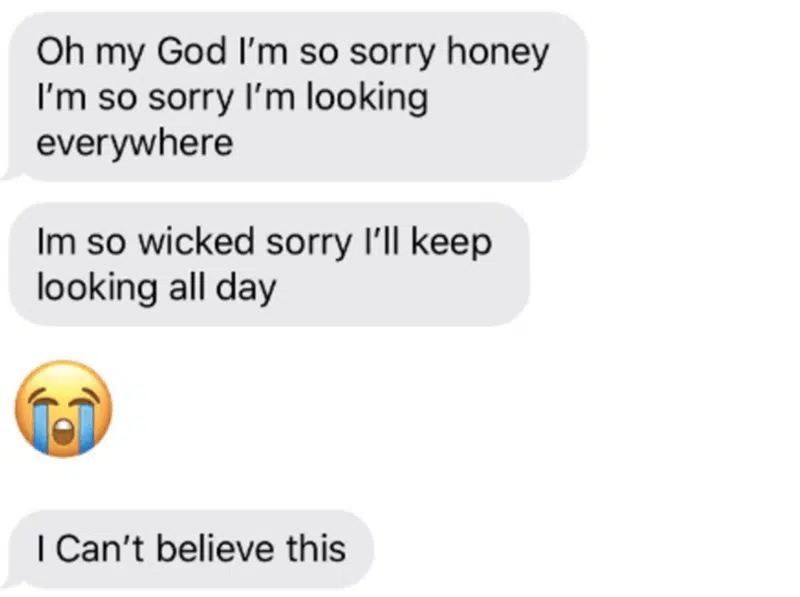 Oh my God I'm so sorry honey
I'm so sorry I'm looking
everywhere
Im so wicked sorry I'll keep
looking all day
😭
I Can't believe this